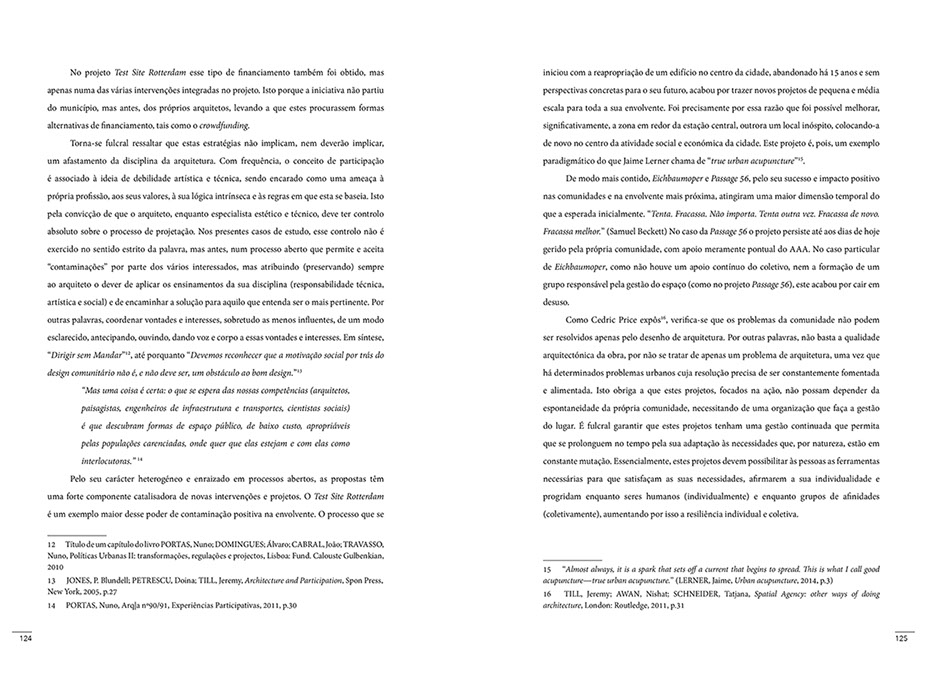 No projeto Test Site Rotterdam esse tipo de financiamento também foi obtido, mas
apenas numa das várias intervenções integradas no projeto. Isto porque a iniciativa não partiu
do município, mas antes, dos próprios arquitetos, levando a que estes procurassem formas
alternativas de financiamento, tais como o crowdfunding.
Torna-se fulcral ressaltar que estas estratégias não implicam, nem deverão implicar,
um afastamento da disciplina da arquitetura. Com frequência, o conceito de participação
é associado à ideia de debilidade artística e técnica, sendo encarado como uma ameaça à
própria profissão, aos seus valores, à sua lógica intrínseca e às regras em que esta se baseia. Isto
pela convicção de que o arquiteto, enquanto especialista estético e técnico, deve ter controlo
absoluto sobre o processo de projetação. Nos presentes casos de estudo, esse controlo não é
exercido no sentido estrito da palavra, mas antes, num processo aberto que permite e aceita
“contaminações” por parte dos vários interessados, mas atribuindo (preservando) sempre
ao arquiteto o dever de aplicar os ensinamentos da sua disciplina (responsabilidade técnica,
artística e social) e de encaminhar a solução para aquilo que entenda ser o mais pertinente. Por
outras palavras, coordenar vontades e interesses, sobretudo as menos influentes, de um modo
esclarecido, antecipando, ouvindo, dando voz e corpo a essas vontades e interesses. Em síntese,
“Dirigir sem Mandar”12, até porquanto “Devemos reconhecer que a motivação social por trás do
design comunitário não é, e não deve ser, um obstáculo ao bom design.”13
“Mas uma coisa é certa: o que se espera das nossas competências (arquitetos,
paisagistas, engenheiros de infraestrutura e transportes, cientistas sociais)
é que descubram formas de espaço público, de baixo custo, apropriáveis
pelas populações carenciadas, onde quer que elas estejam e com elas como
interlocutoras.” 14
Pelo seu carácter heterogéneo e enraizado em processos abertos, as propostas têm
uma forte componente catalisadora de novas intervenções e projetos. O Test Site Rotterdam
é um exemplo maior desse poder de contaminação positiva na envolvente. O processo que se
12 Título de um capítulo do livro PORTAS, Nuno; DOMINGUES; Álvaro; CABRAL, João; TRAVASSO,
Nuno, Políticas Urbanas II: transformações, regulações e projectos, Lisboa: Fund. Calouste Gulbenkian,
2010
13 JONES, P. Blundell; PETRESCU, Doina; TILL, Jeremy, Architecture and Participation, Spon Press,
New York, 2005, p.27
14 PORTAS, Nuno, Arq|a nº90/91, Experiências Participativas, 2011, p.30
124
iniciou com a reapropriação de um edifício no centro da cidade, abandonado há 15 anos e sem
perspectivas concretas para o seu futuro, acabou por trazer novos projetos de pequena e média
escala para toda a sua envolvente. Foi precisamente por essa razão que foi possível melhorar,
significativamente, a zona em redor da estação central, outrora um local inóspito, colocando-a
de novo no centro da atividade social e económica da cidade. Este projeto é, pois, um exemplo
paradigmático do que Jaime Lerner chama de “true urban acupuncture”15.
De modo mais contido, Eichbaumoper e Passage 56, pelo seu sucesso e impacto positivo
nas comunidades e na envolvente mais próxima, atingiram uma maior dimensão temporal do
que a esperada inicialmente. “Tenta. Fracassa. Não importa. Tenta outra vez. Fracassa de novo.
Fracassa melhor.” (Samuel Beckett) No caso da Passage 56 o projeto persiste até aos dias de hoje
gerido pela própria comunidade, com apoio meramente pontual do AAA. No caso particular
de Eichbaumoper, como não houve um apoio contínuo do coletivo, nem a formação de um
grupo responsável pela gestão do espaço (como no projeto Passage 56), este acabou por cair em
desuso.
Como Cedric Price expôs16, verifica-se que os problemas da comunidade não podem
ser resolvidos apenas pelo desenho de arquitetura. Por outras palavras, não basta a qualidade
arquitectónica da obra, por não se tratar de apenas um problema de arquitetura, uma vez que
há determinados problemas urbanos cuja resolução precisa de ser constantemente fomentada
e alimentada. Isto obriga a que estes projetos, focados na ação, não possam depender da
espontaneidade da própria comunidade, necessitando de uma organização que faça a gestão
do lugar. É fulcral garantir que estes projetos tenham uma gestão continuada que permita
que se prolonguem no tempo pela sua adaptação às necessidades que, por natureza, estão em
constante mutação. Essencialmente, estes projetos devem possibilitar às pessoas as ferramentas
necessárias para que satisfaçam as suas necessidades, afirmarem a sua individualidade e
progridam enquanto seres humanos (individualmente) e enquanto grupos de afinidades
(coletivamente), aumentando por isso a resiliência individual e coletiva.
15 “Almost always, it is a spark that sets off a current that begins to spread. This is what I call good
acupuncture—true urban acupuncture.” (LERNER, Jaime, Urban acupuncture, 2014, p.3)
16 TILL, Jeremy; AWAN, Nishat; SCHNEIDER, Tatjana, Spatial Agency: other ways of doing
architecture, London: Routledge, 2011, p.31
125